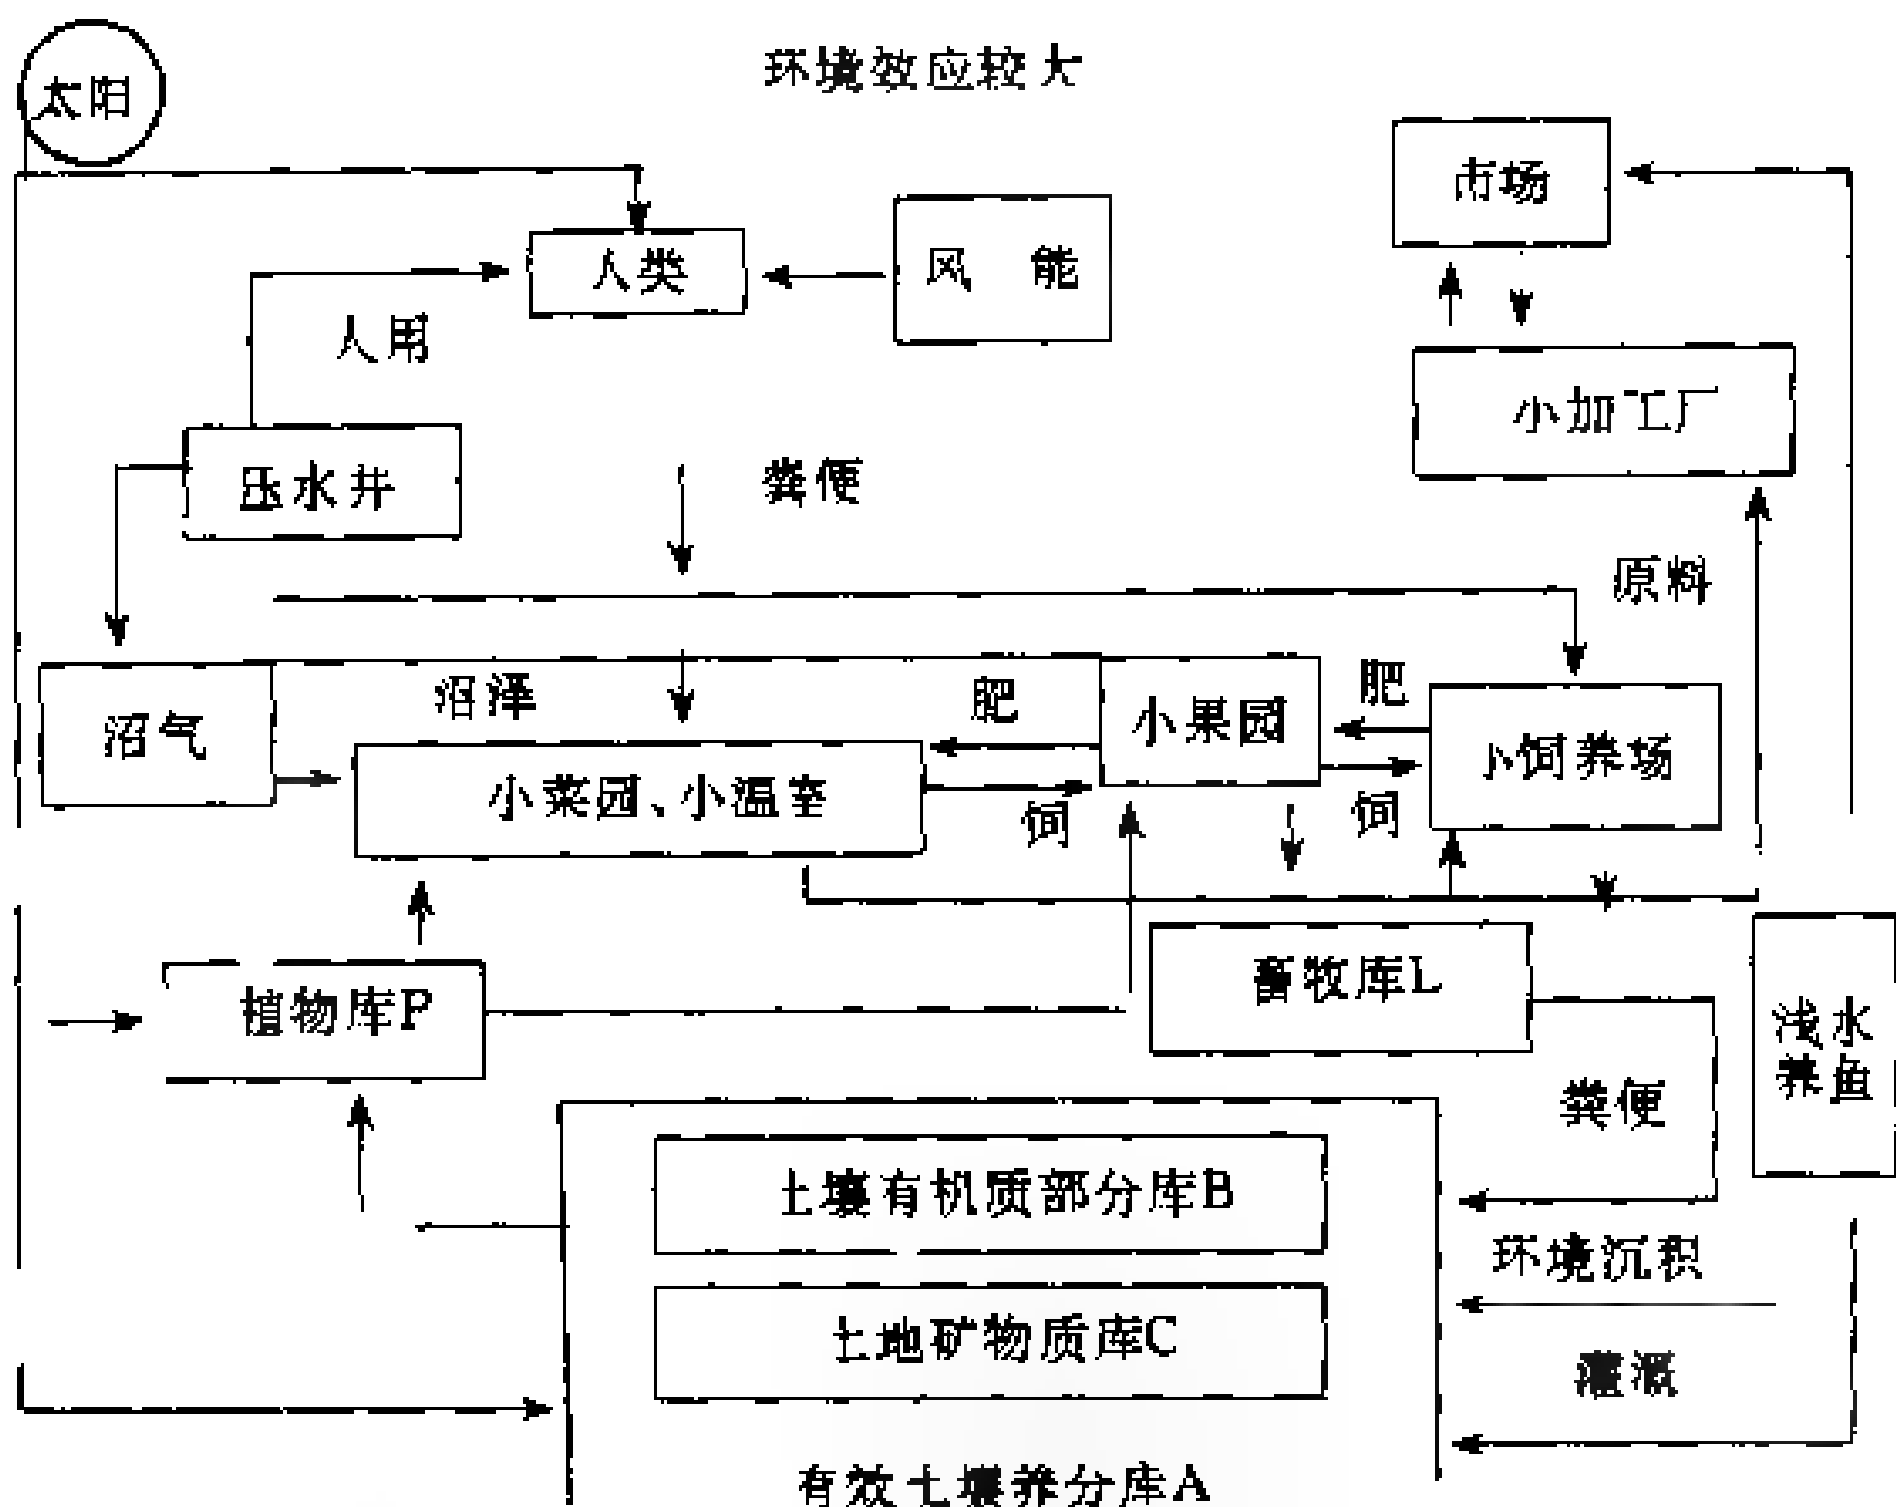 太阳
环境效应较大
市场
人类
风 能
人用
小加工厂
压水井
粪便
原料
沼气
沼泽
肥
小果园
肥
小饲养场
小菜园、小温室
饲
饲
植物库P
畜牧库L
浅水
养鱼
粪便
土壤有机质部分库B
环境沉积
土地矿物质库C
灌溉
有效土壤养分库A